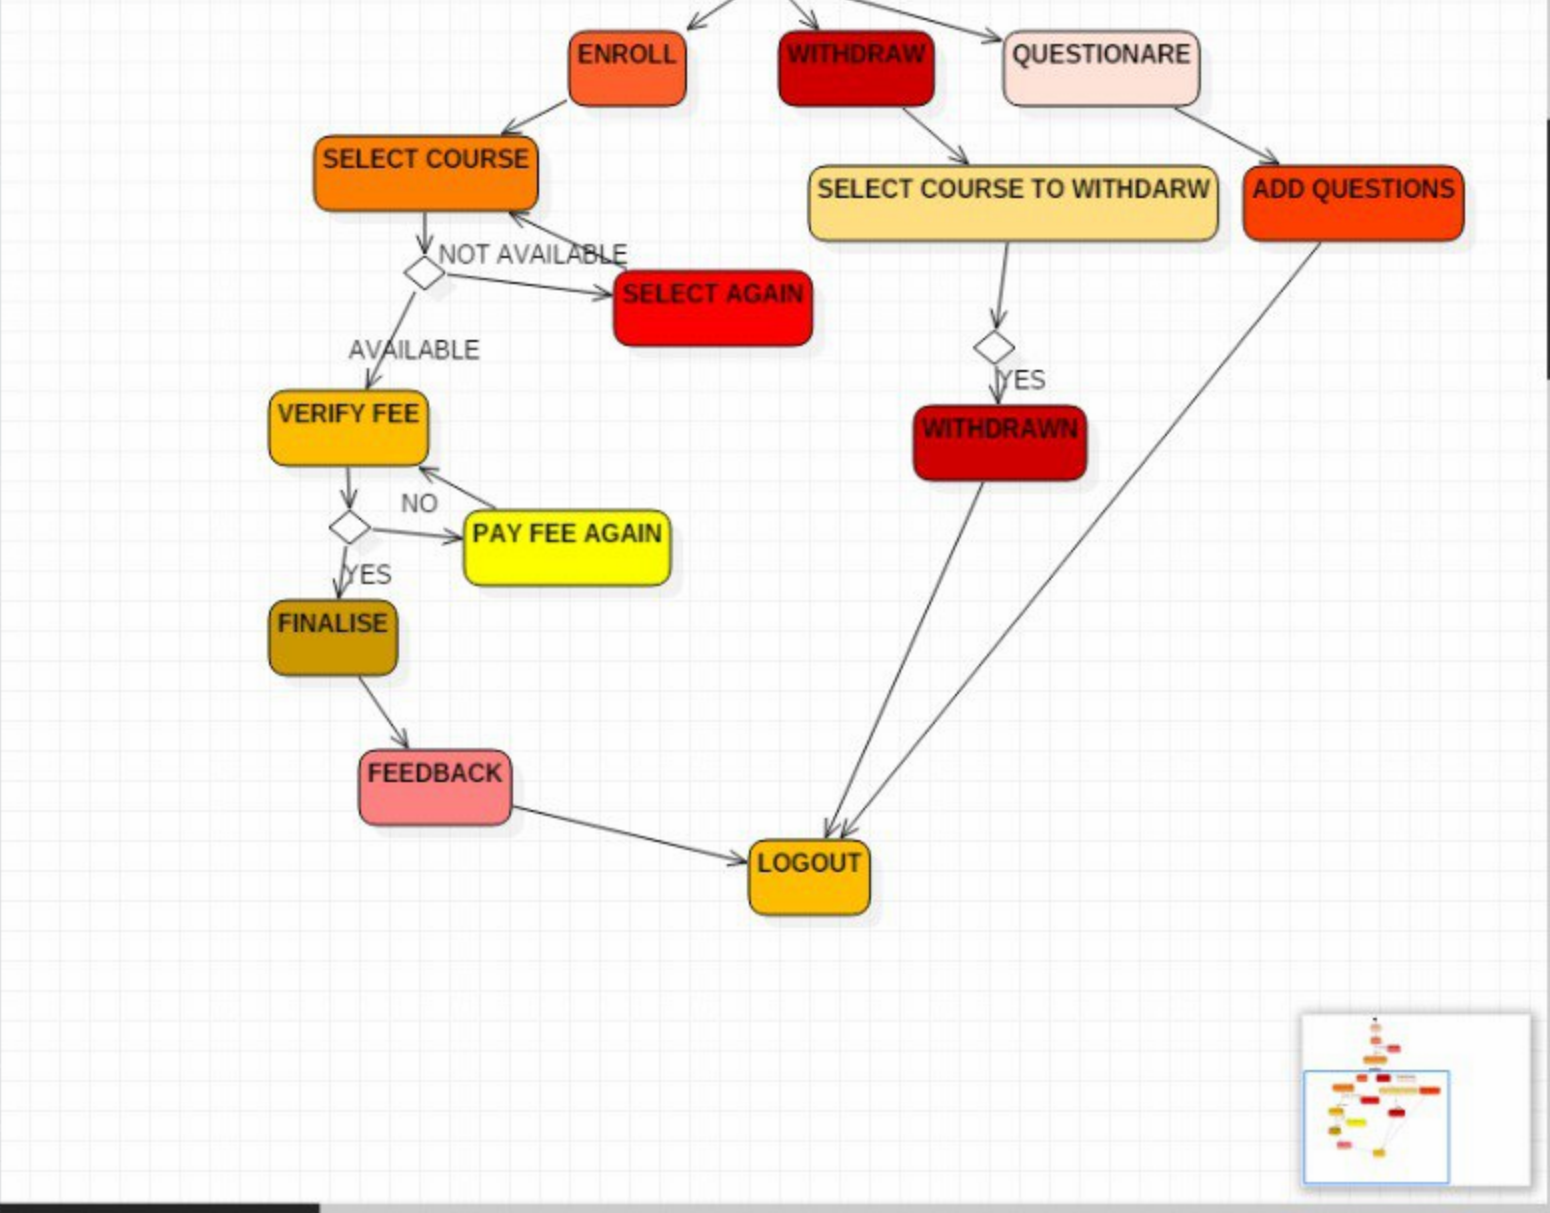 ENROLL
WITHDRAW
QUESTIONARE
SELECT COURSE
SELECT COURSE TO WITHDARW
ADD QUESTIONS
NOT AVAILABLE
SELECT AGAIN
AVAILABLE
YES
VERIFY FEE
WITHDRAWN
NO
PAY FEE AGAIN
YES
FINALISE
FEEDBACK
LOGOUT